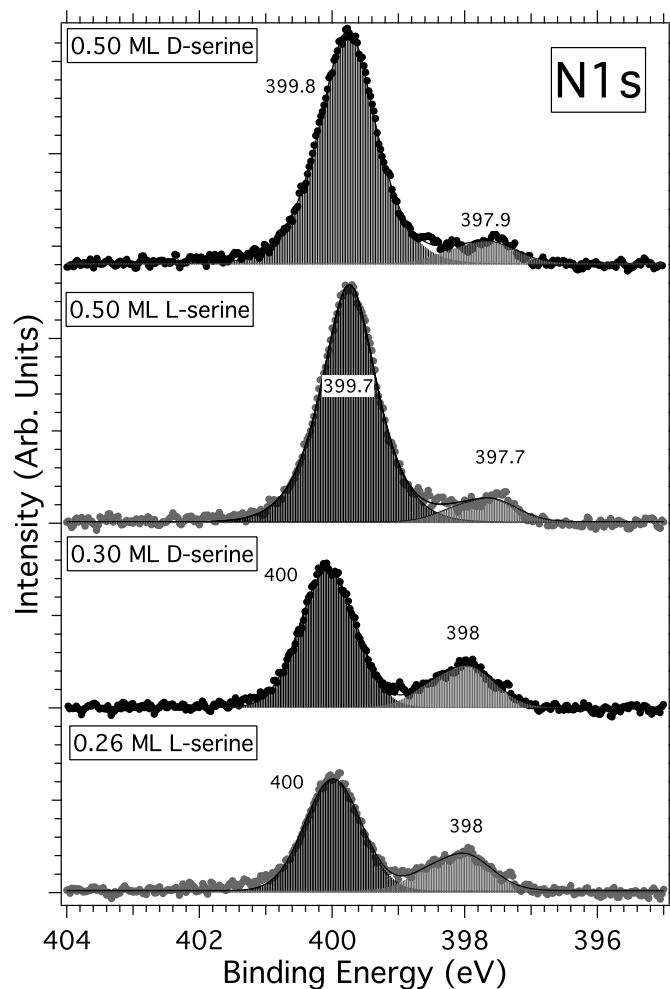 0.50 ML D-serine
N1s
399.8
397.9
0.50 ML L-serine
399.7
397.7
0.30 ML D-serine
400
398
0.26 ML L-serine
400
398
Intensity (Arb. Units)
404 402 400 398 396
Binding Energy (eV)